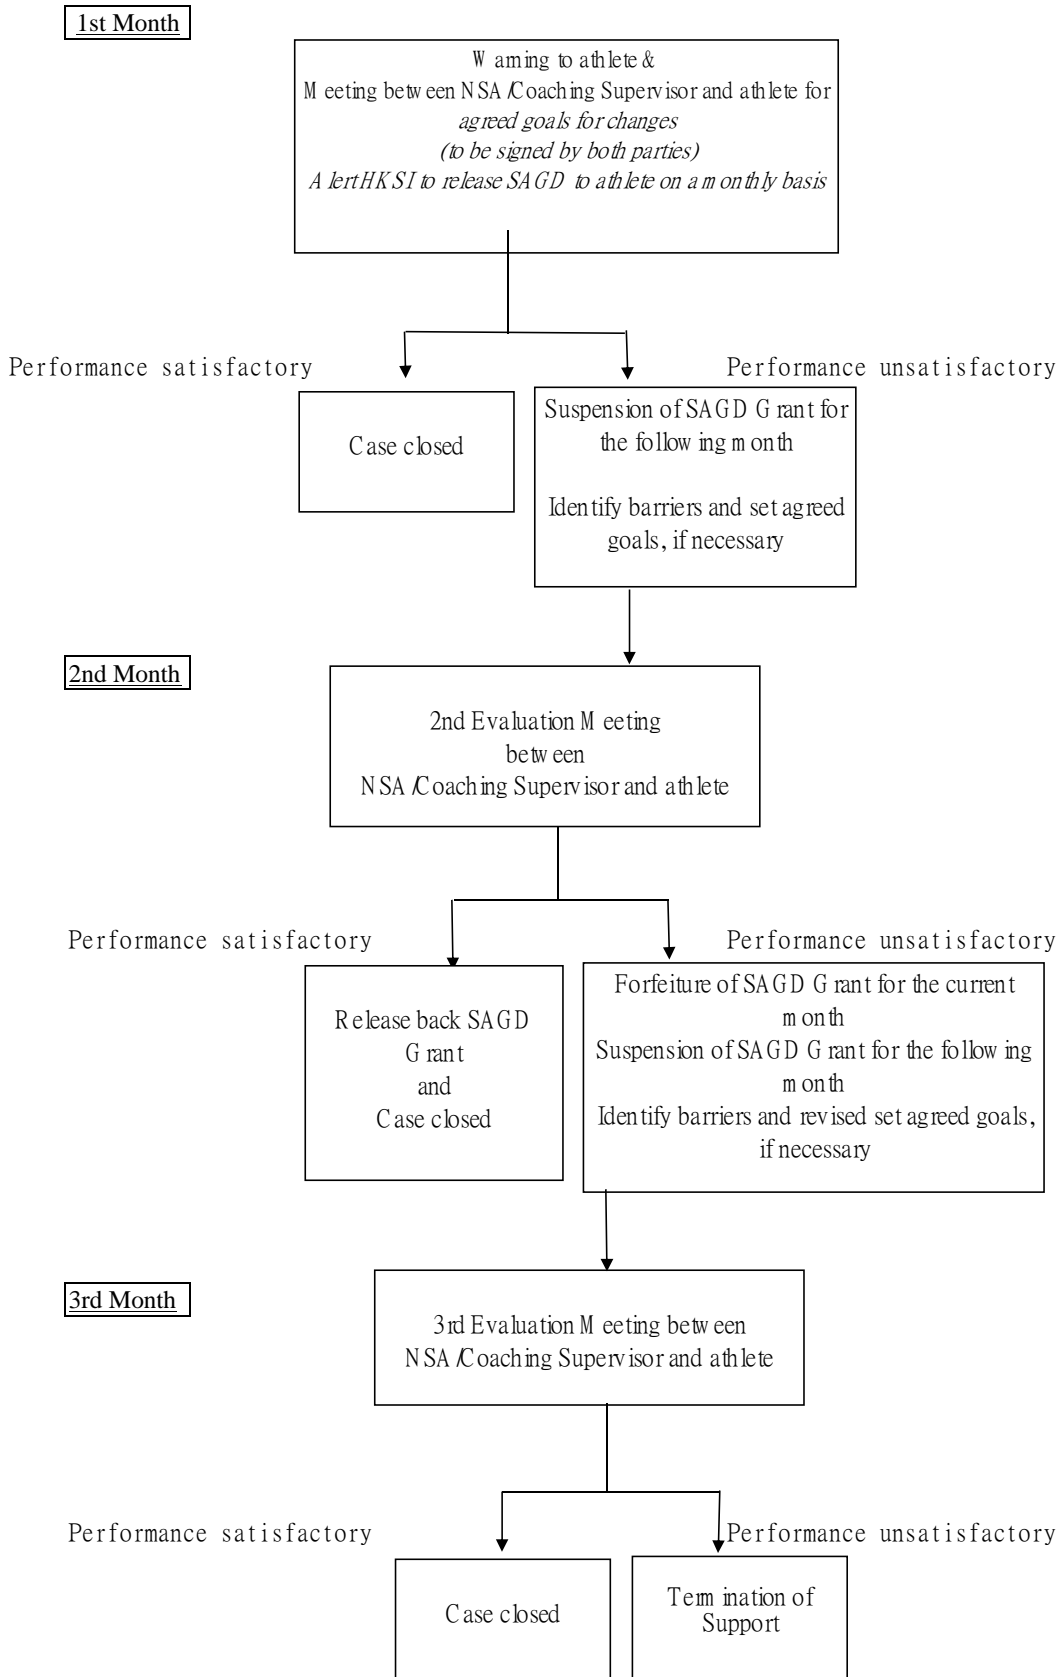 1st Month
Warning to athlete &
Meeting between NSA/Coaching Supervisor and athlete for
agreed goals for changes
(to be signed by both parties)
Alert HKSI to release SAGD to athlete on a monthly basis
Performance satisfactory
Performance unsatisfactory
Case closed
Suspension of SAGD Grant for
the following month
Identify barriers and set agreed
goals, if necessary
2nd Month
2nd Evaluation Meeting
between
NSA/Coaching Supervisor and athlete
Performance satisfactory
Performance unsatisfactory
Release back SAGD
Grant
and
Case closed
Forfeiture of SAGD Grant for the current
month
Suspension of SAGD Grant for the following
month
Identify barriers and revised set agreed goals,
if necessary
3rd Month
3rd Evaluation Meeting between
NSA/Coaching Supervisor and athlete
Performance satisfactory
Performance unsatisfactory
Case closed
Termination of
Support